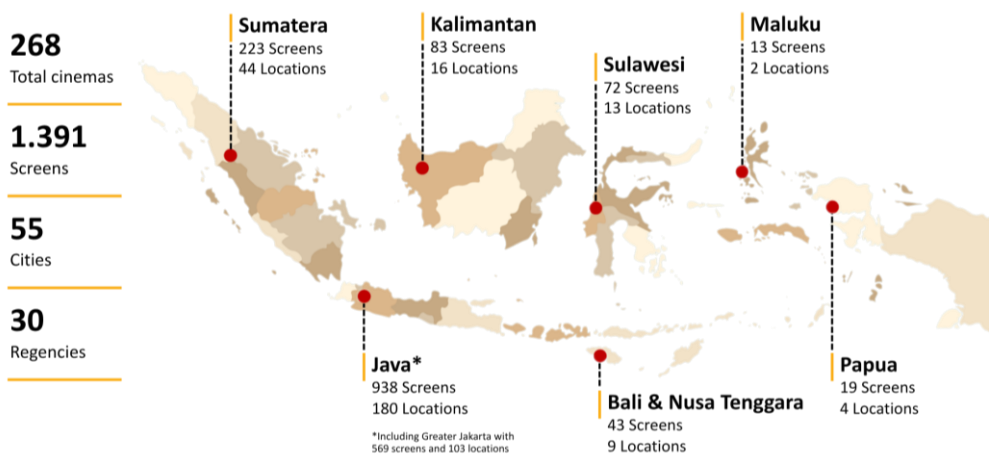 268
Total cinemas
1.391
Screens
55
Cities
30
Regencies
Sumatera
223 Screens
44 Locations
Kalimantan
83 Screens
16 Locations
Sulawesi
72 Screens
13 Locations
Maluku
13 Screens
2 Locations
Java*
938 Screens
180 Locations
*Including Greater Jakarta with
569 screens and 103 locations
Bali & Nusa Tenggara
43 Screens
9 Locations
Papua
19 Screens
4 Locations